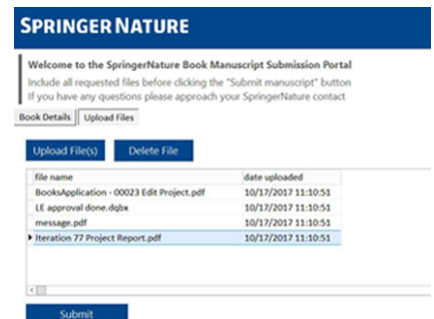 SPRINGER NATURE
Welcome to the SpringerNature Book Manuscript Submission Portal
Include all requested files before clicking the "Submit manuscript" button
If you have any questions please approach your SpringerNature contact
Book Details Upload Files
Upload File(s) Delete File
file name date uploaded
BooksApplication - 00023 Edit Project.pdf 10/17/2017 11:10:51
LE approval done.dqbx 10/17/2017 11:10:51
message.pdf 10/17/2017 11:10:51
Iteration 77 Project Report.pdf 10/17/2017 11:10:51
Submit